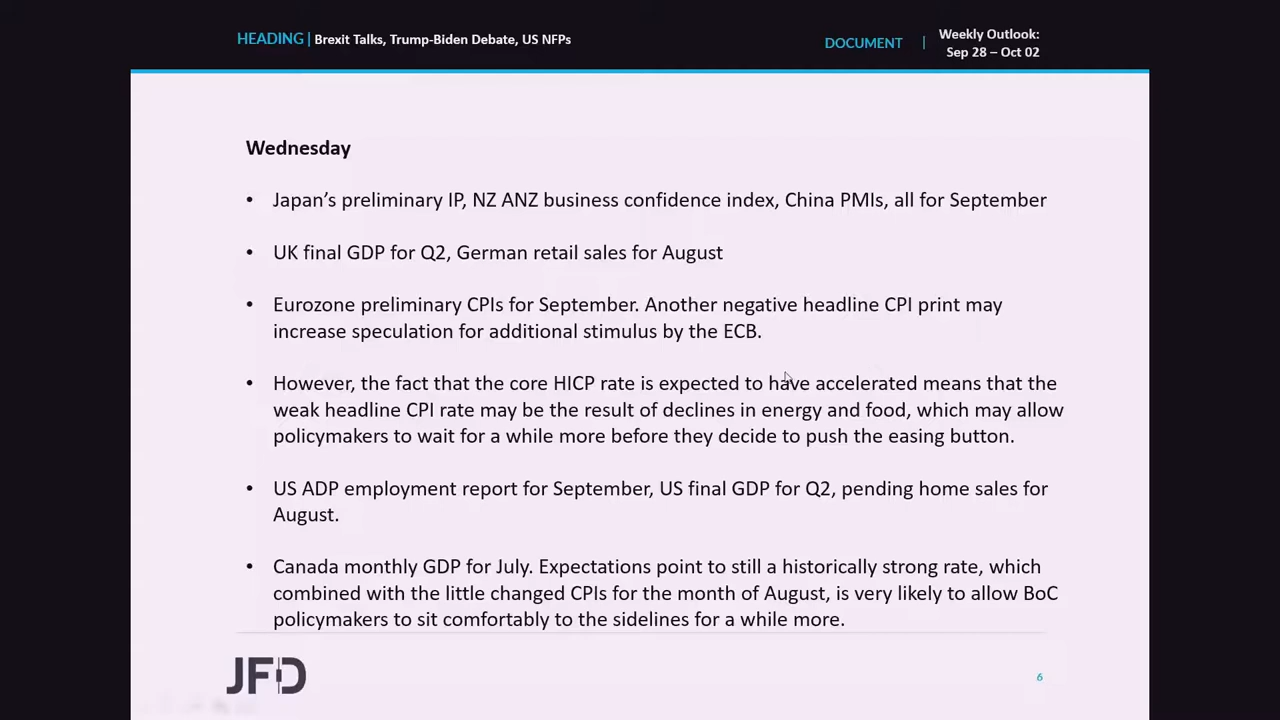 HEADING | Brexit Talks, Trump-Biden Debate, US NFPs
DOCUMENT | Weekly Outlook:
Sep 28 – Oct 02
Wednesday
• Japan’s preliminary IP, NZ ANZ business confidence index, China PMIs, all for September
• UK final GDP for Q2, German retail sales for August
• Eurozone preliminary CPIs for September. Another negative headline CPI print may
increase speculation for additional stimulus by the ECB.
• However, the fact that the core HICP rate is expected to have accelerated means that the
weak headline CPI rate may be the result of declines in energy and food, which may allow
policymakers to wait for a while more before they decide to push the easing button.
• US ADP employment report for September, US final GDP for Q2, pending home sales for
August.
• Canada monthly GDP for July. Expectations point to still a historically strong rate, which
combined with the little changed CPIs for the month of August, is very likely to allow BoC
policymakers to sit comfortably to the sidelines for a while more.
JFD
6